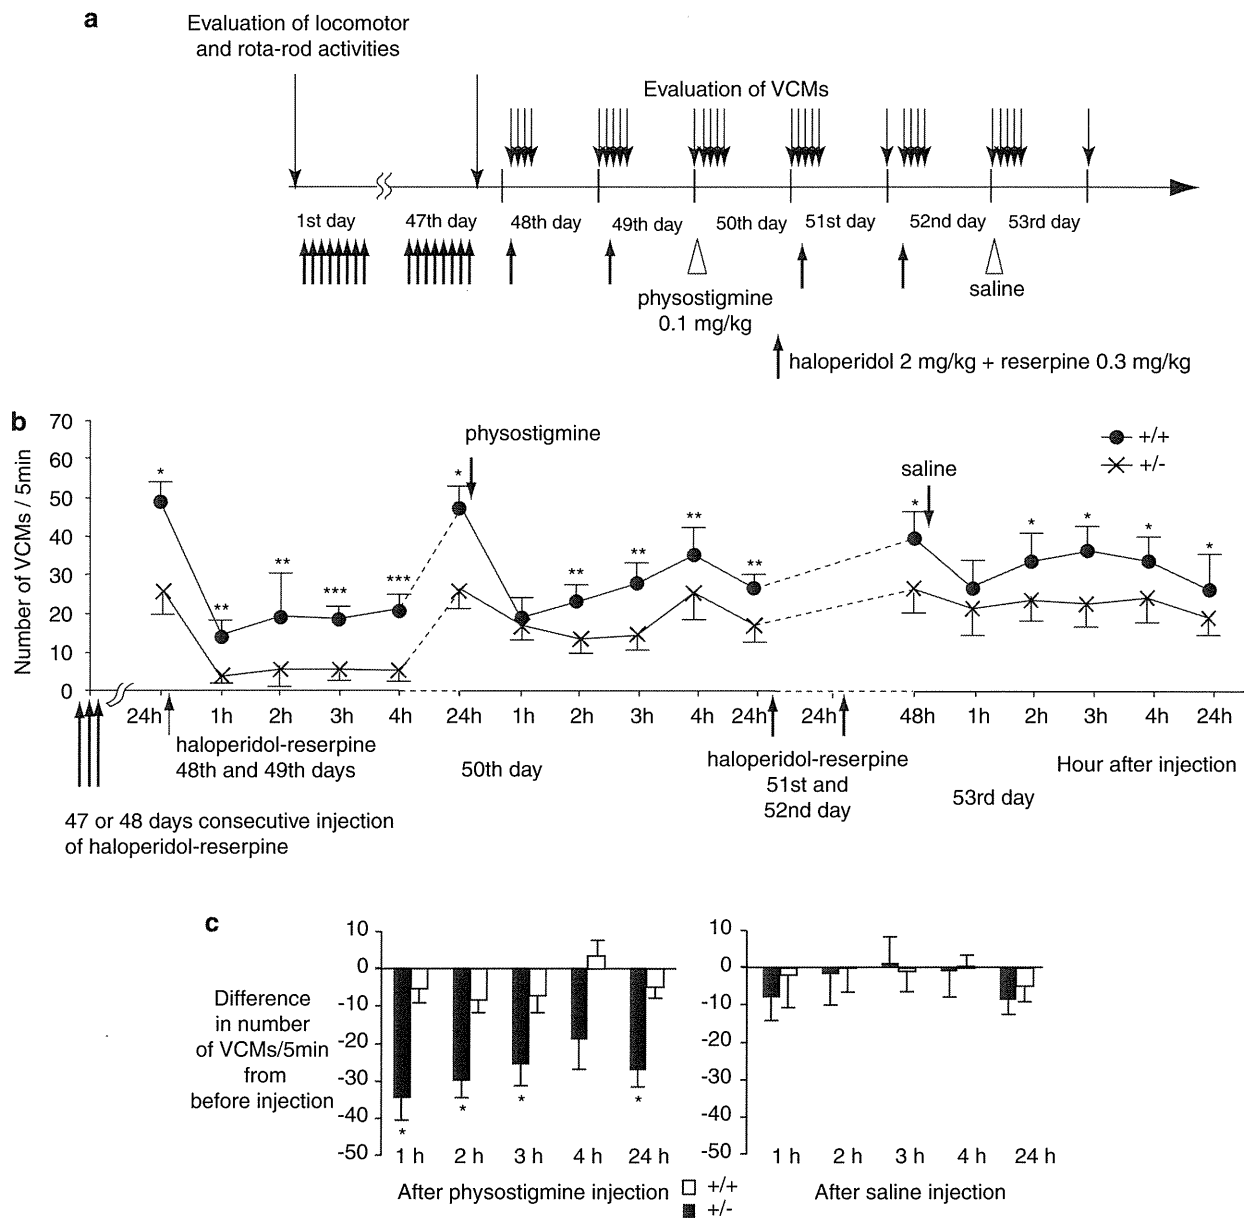 a
Evaluation of locomotor
and rota-rod activities
Evaluation of VCMs
1st day
47th day
48th day
49th day
50th day
51st day
52nd day
53rd day
physostigmine
0.1 mg/kg
saline
haloperidol 2 mg/kg + reserpine 0.3 mg/kg
b
Number of VCMs / 5min
70
60
50
40
30
20
10
0
physostigmine
saline
+/+
+/-
* ** ** *** *** * ** ** ** ** * * * * *
24h 1h 2h 3h 4h 24h 1h 2h 3h 4h 24h 24h 48h 1h 2h 3h 4h 24h
haloperidol-reserpine
48th and 49th days
50th day
haloperidol-reserpine
51st and
52nd day
Hour after injection
53rd day
47 or 48 days consecutive injection
of haloperidol-reserpine
c
Difference
in number
of VCMs/5min
from
before injection
10
0
-10
-20
-30
-40
-50
* * * *
1 h 2 h 3 h 4 h 24 h
After physostigmine injection
10
0
-10
-20
-30
-40
-50
1 h 2 h 3 h 4 h 24 h
After saline injection
+/+
+/-